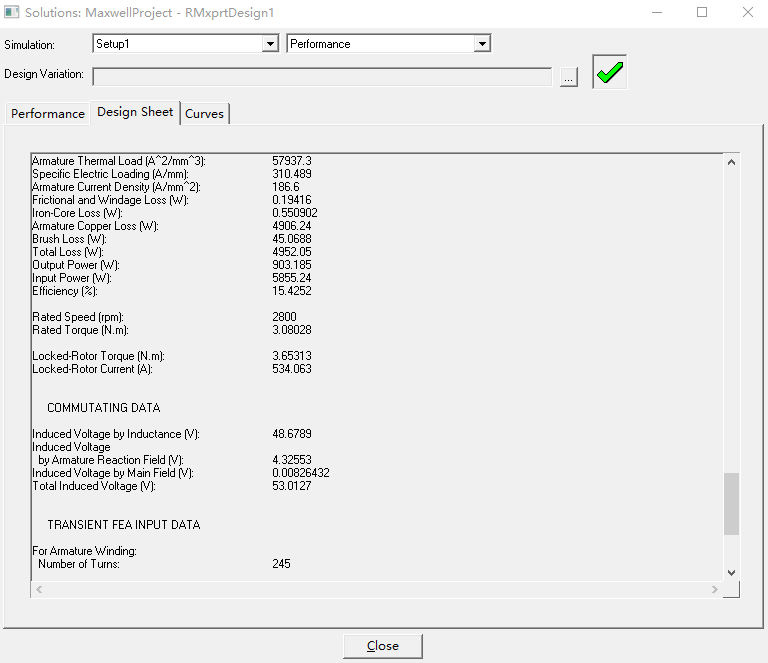 Solutions: MaxwellProject - RMxprtDesign1
Simulation: Setup1 Performance
Design Variation: ...
Performance Design Sheet Curves
Armature Thermal Load (A^2/mm^3): 57937.3
Specific Electric Loading (A/mm): 310.489
Armature Current Density (A/mm^2): 186.6
Frictional and Windage Loss (W): 0.19416
Iron-Core Loss (W): 0.550902
Armature Copper Loss (W): 4906.24
Brush Loss (W): 45.0688
Total Loss (W): 4952.05
Output Power (W): 903.185
Input Power (W): 5855.24
Efficiency (%): 15.4252
Rated Speed (rpm): 2800
Rated Torque (N.m): 3.08028
Locked-Rotor Torque (N.m): 3.65313
Locked-Rotor Current (A): 534.063
COMMUTATING DATA
Induced Voltage by Inductance (V): 48.6789
Induced Voltage
by Armature Reaction Field (V): 4.32553
Induced Voltage by Main Field (V): 0.00826432
Total Induced Voltage (V): 53.0127
TRANSIENT FEA INPUT DATA
For Armature Winding:
Number of Turns: 245
Close